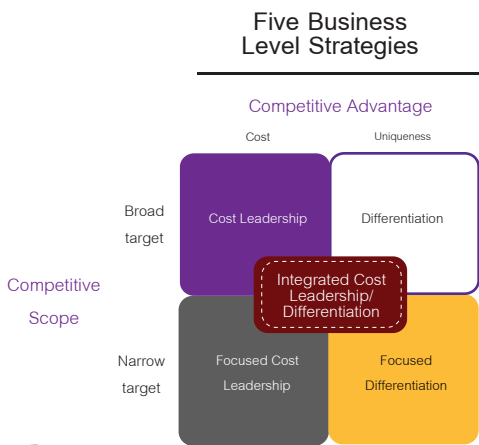 Five Business
Level Strategies
Competitive Advantage
Cost
Uniqueness
Broad
target
Cost Leadership
Differentiation
Integrated Cost
Leadership/
Differentiation
Competitive
Scope
Narrow
target
Focused Cost
Leadership
Focused
Differentiation